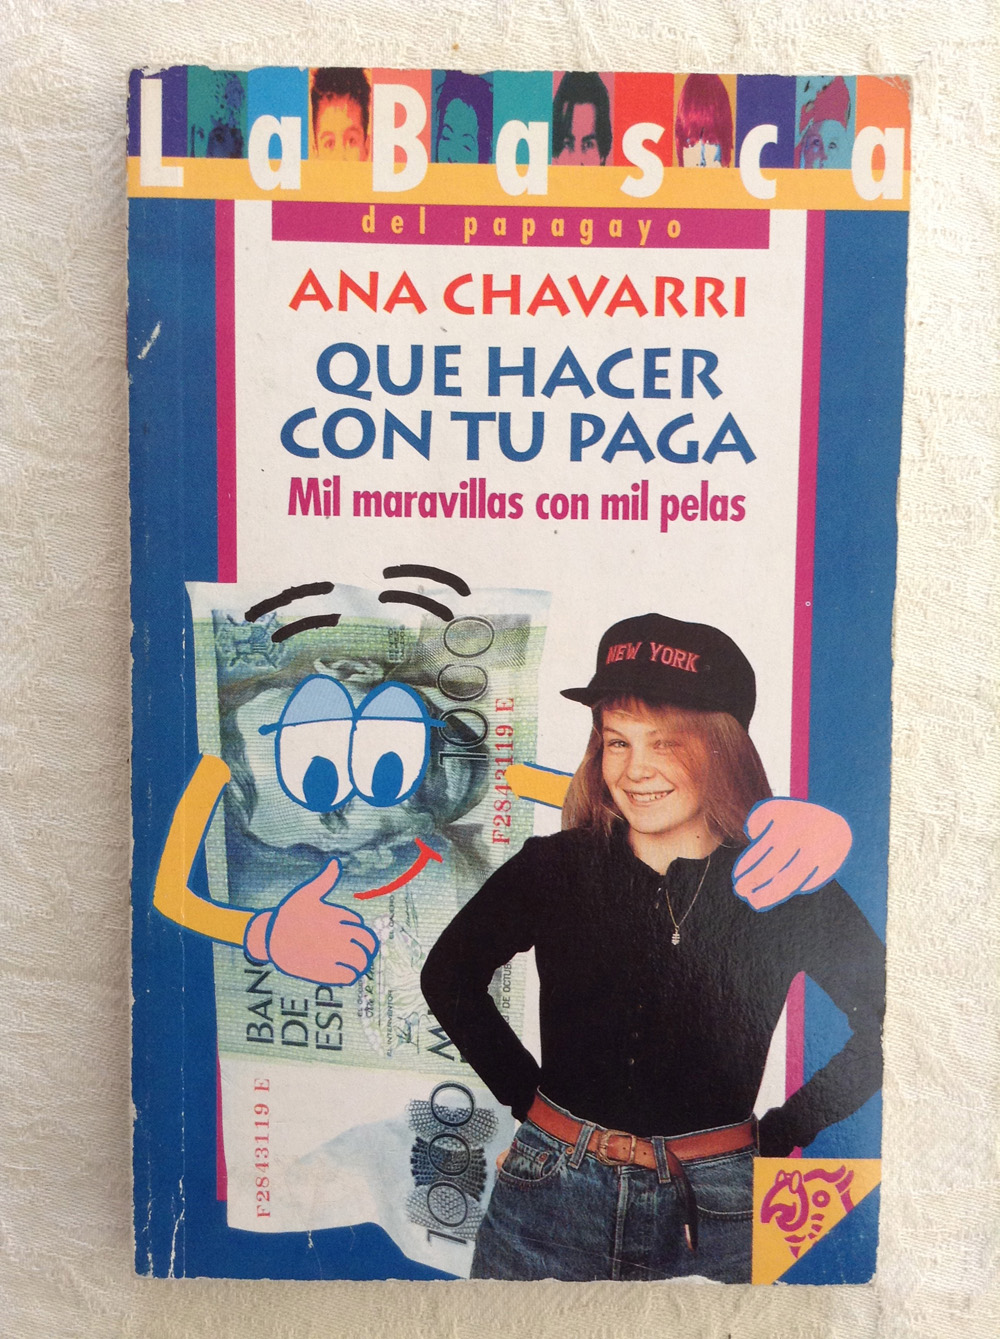 La Basca
del papagayo
ANA CHAVARRI
QUE HACER
CON TU PAGA
Mil maravillas con mil pelas
NEW YORK
1000
F2843119 E
BANCO
DE
ESP
F2843119 E
1000